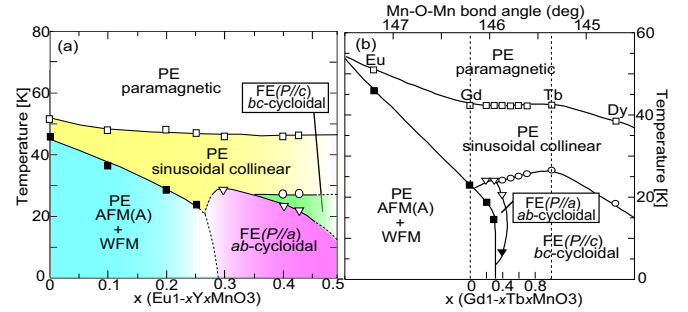 Mn-O-Mn bond angle (deg)
147 146 145
(a)
PE
paramagnetic
FE(P//c)
bc-cycloidal
PE
sinusoidal collinear
PE
AFM(A)
+
WFM
FE(P//a)
ab-cycloidal
Temperature [K]
80
60
40
20
0
0 0.1 0.2 0.3 0.4 0.5
x (Eu1-xYxMnO3)
(b)
Eu
PE
paramagnetic
Gd
Tb
Dy
PE
sinusoidal collinear
PE
AFM(A)
+
WFM
FE(P//a)
ab-cycloidal
FE(P//c)
bc-cycloidal
60
40
20
0
Temperature [K]
0 0.2 0.4 0.8
x (Gd1-xTbxMnO3)